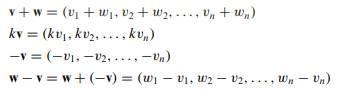 v + w = (v₁ + w₁, v₂ + w₂, . . . , vₙ + wₙ)
kv = (kv₁, kv₂, . . . , kvₙ)
−v = (−v₁, −v₂, . . . , −vₙ)
w − v = w + (−v) = (w₁ − v₁, w₂ − v₂, . . . , wₙ − vₙ)